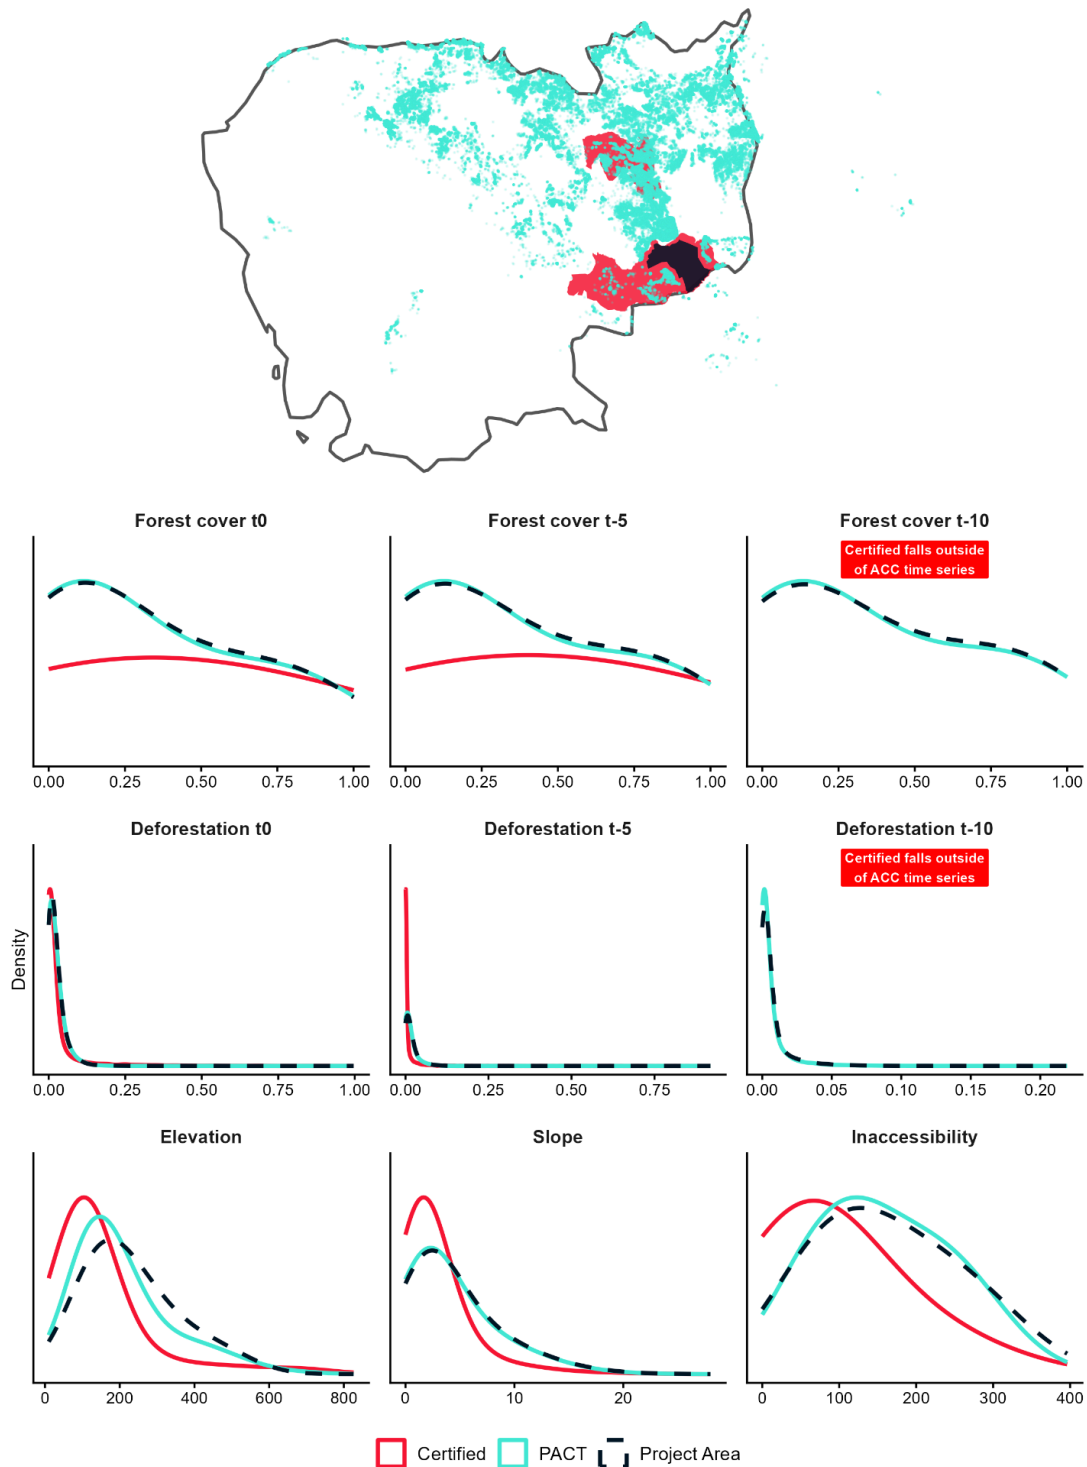 Forest cover t0 Forest cover t-5 Forest cover t-10
Certified falls outside
of ACC time series
0.00 0.25 0.50 0.75 1.00 0.00 0.25 0.50 0.75 1.00 0.00 0.25 0.50 0.75 1.00
Deforestation t0 Deforestation t-5 Deforestation t-10
Certified falls outside
of ACC time series
Density
0.00 0.25 0.50 0.75 1.00 0.00 0.25 0.50 0.75 0.00 0.05 0.10 0.15 0.20
Elevation Slope Inaccessibility
0 200 400 600 800 0 10 20 0 100 200 300 400
Certified PACT Project Area